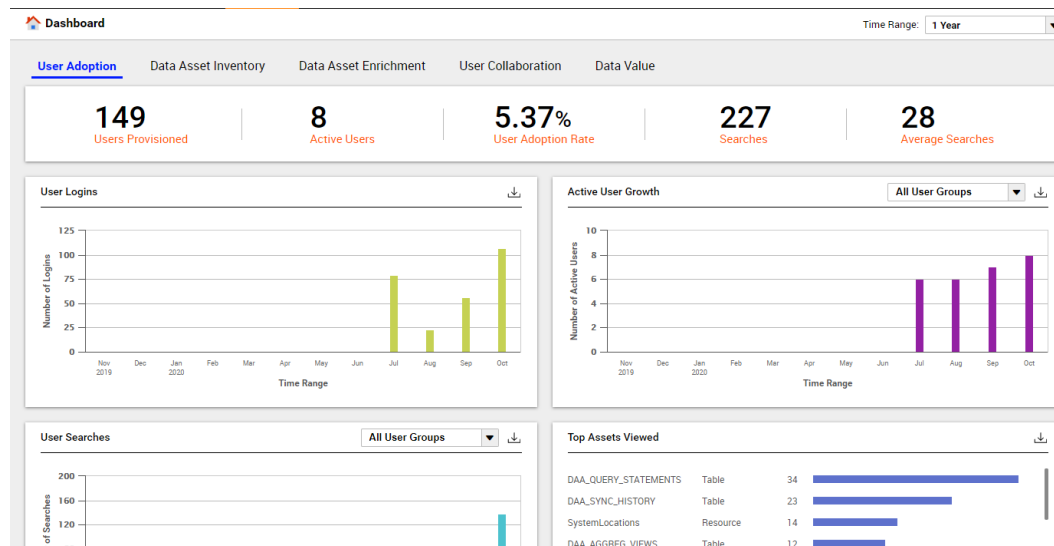 Dashboard
Time Range: 1 Year
User Adoption Data Asset Inventory Data Asset Enrichment User Collaboration Data Value
149 8 5.37% 227 28
Users Provisioned Active Users User Adoption Rate Searches Average Searches
User Logins
125
100
75
50
25
0
Number of Logins
Nov Dec Jan Feb Mar Apr May Jun Jul Aug Sep Oct
2019 2020
Time Range
Active User Growth All User Groups
10
8
6
4
2
0
Number of Active Users
Nov Dec Jan Feb Mar Apr May Jun Jul Aug Sep Oct
2019 2020
Time Range
User Searches All User Groups
200
160
120
of Searches
Top Assets Viewed
DAA_QUERY_STATEMENTS Table 34
DAA_SYNC_HISTORY Table 23
SystemLocations Resource 14
DAA_AGGREG_VIEWS Table 12